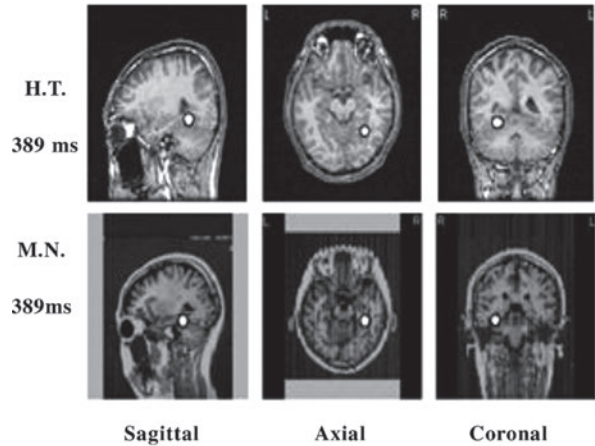 L R
R L
H.T.
389 ms
M.N.
L R
R L
389ms
Sagittal
Axial
Coronal